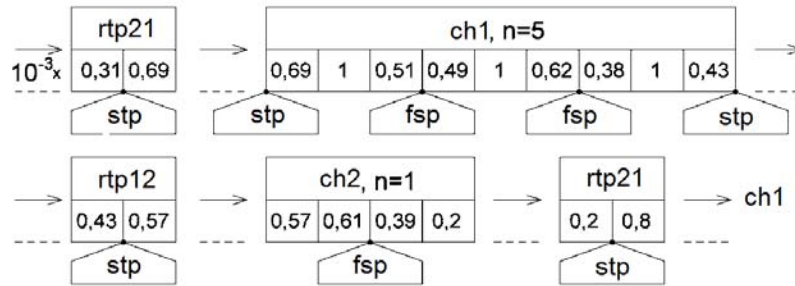 rtp21 ch1, n=5
10⁻³x 0,31 0,69 0,69 1 0,51 0,49 1 0,62 0,38 1 0,43
stp stp fsp fsp stp
rtp12 ch2, n=1 rtp21
ch1
0,43 0,57 0,57 0,61 0,39 0,2 0,2 0,8
stp fsp stp